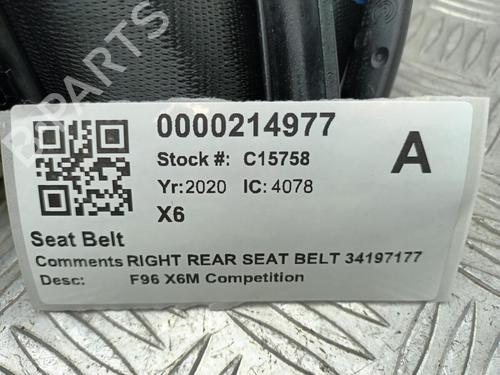 0000214977
Stock #: C15758
A
Yr:2020 IC: 4078
X6
Seat Belt
Comments RIGHT REAR SEAT BELT 34197177
Desc: F96 X6M Competition
B-PARTS